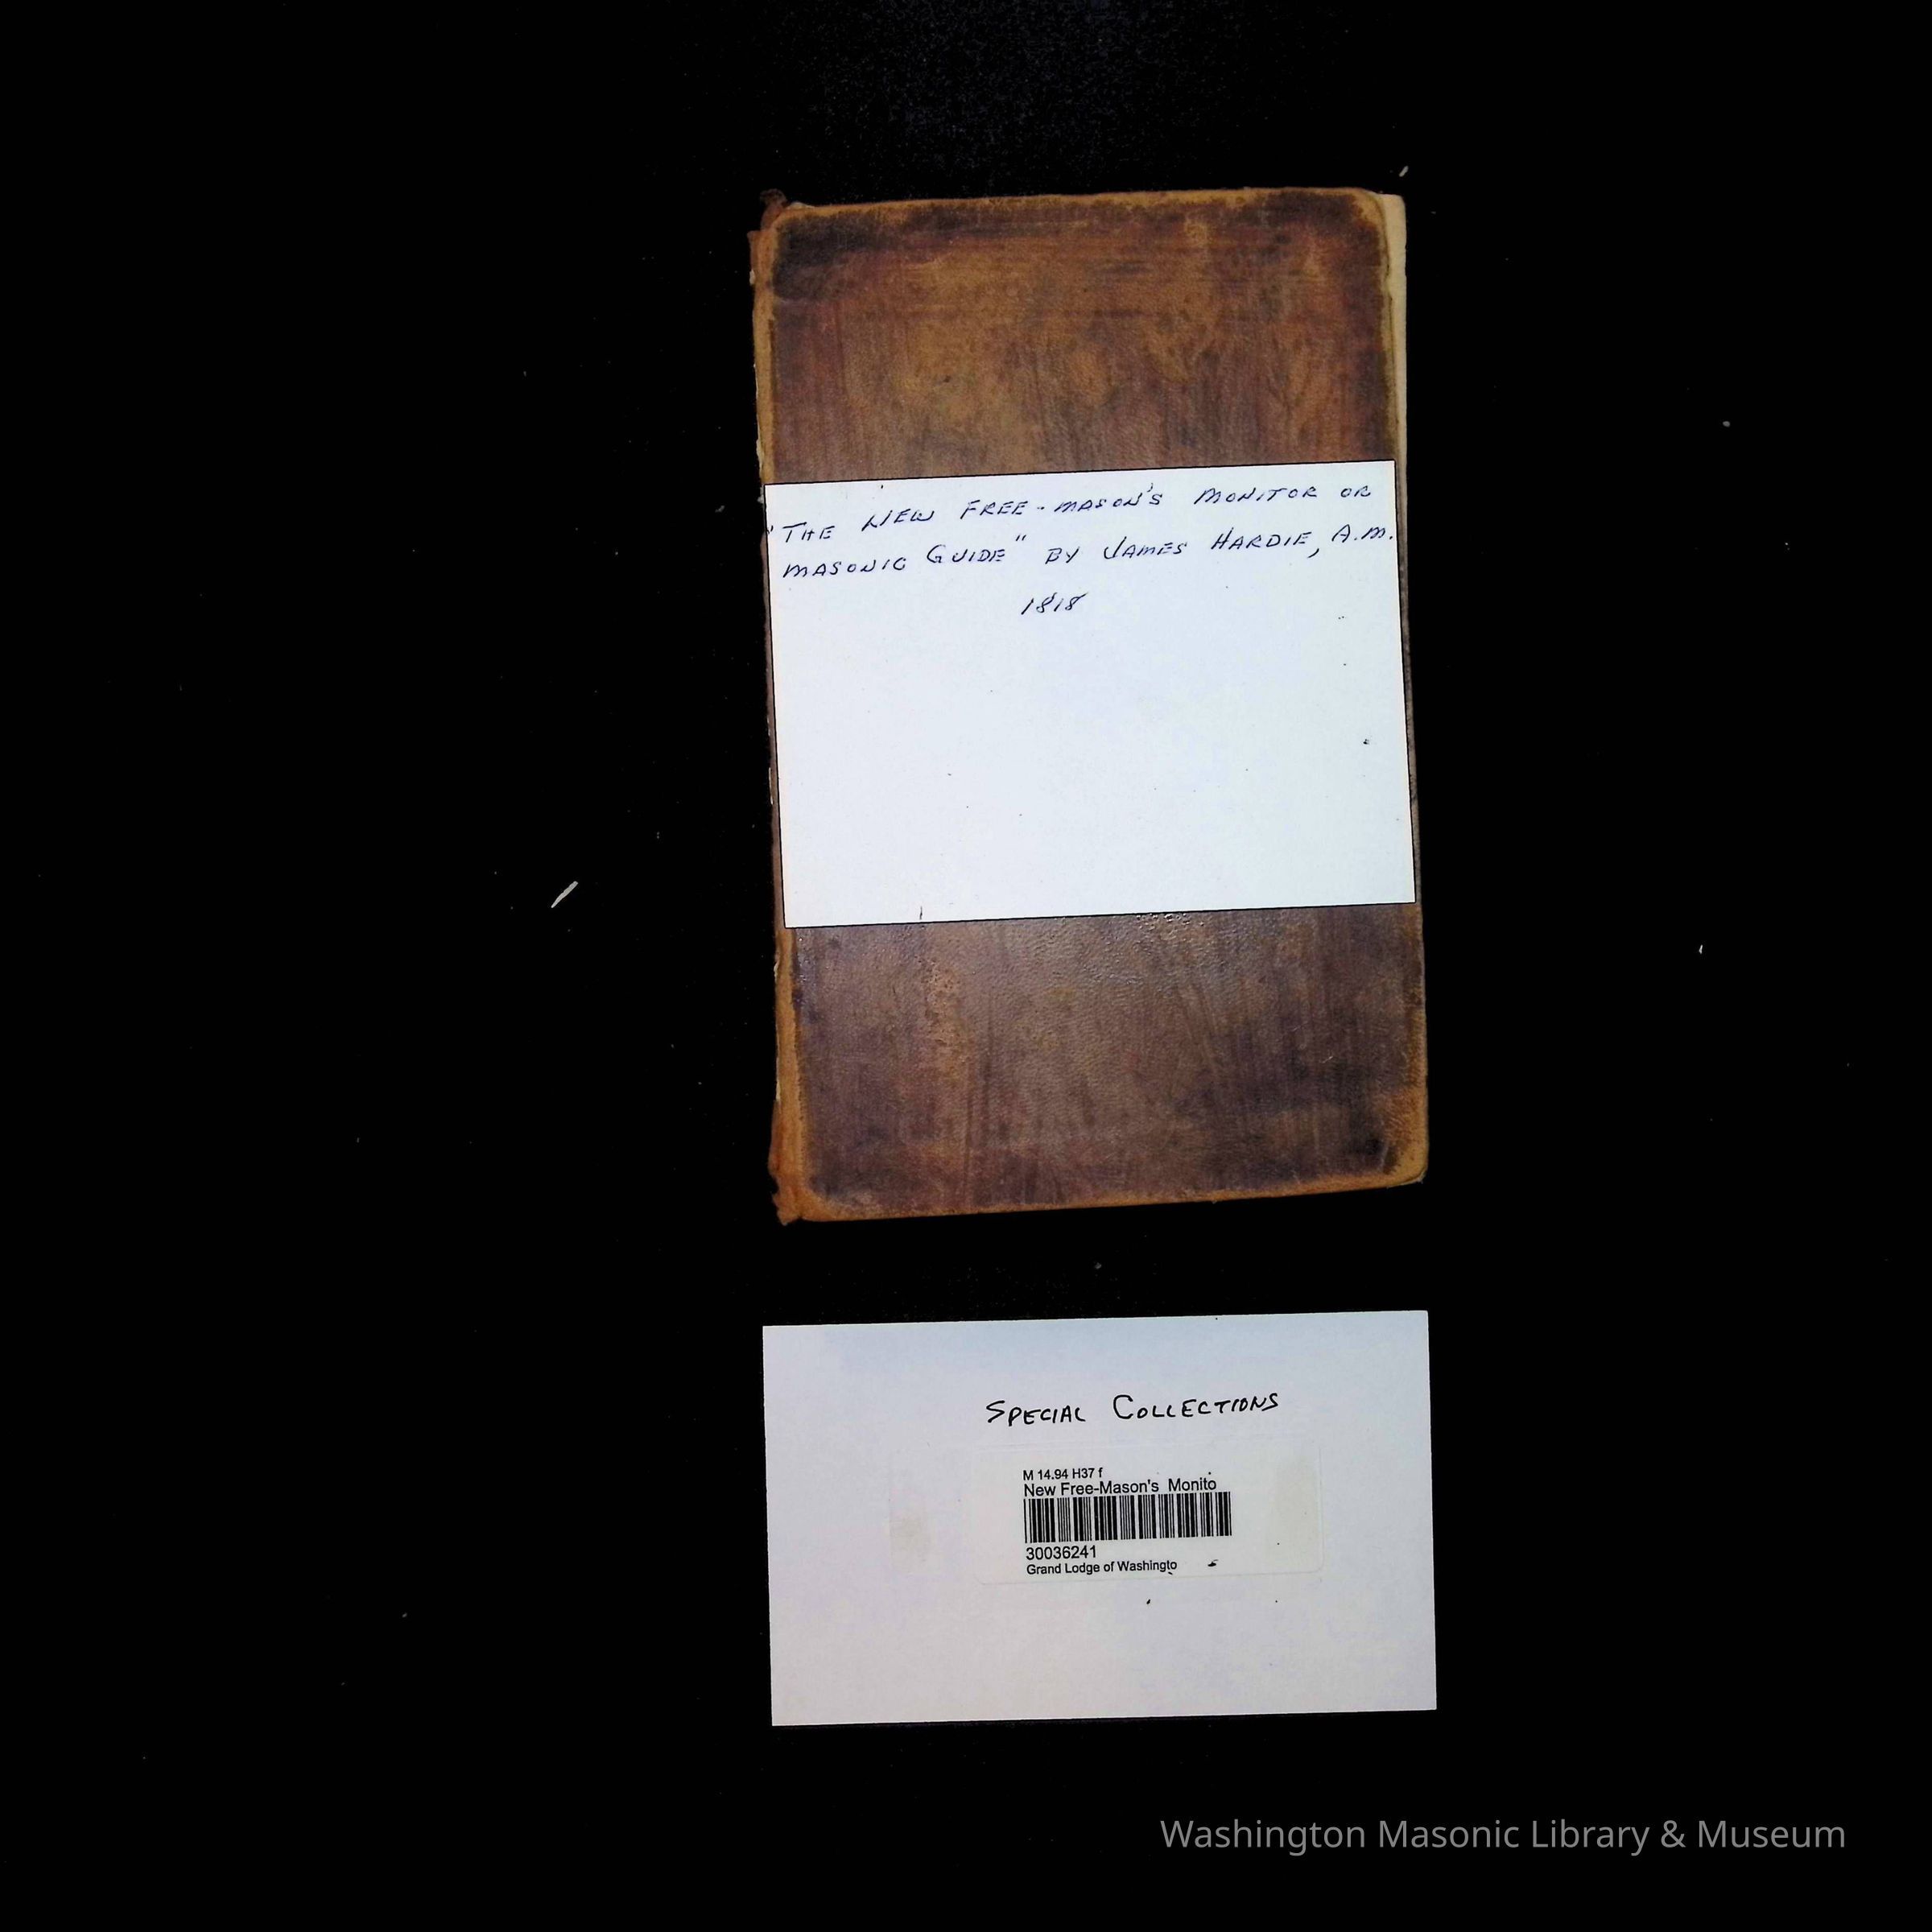 "THE NEW FREE-MASON'S MONITOR OR
MASONIC GUIDE" BY JAMES HARDIE, A.M.
1818
SPECIAL COLLECTIONS
M 14.94 H37 f
New Free-Mason's Monito
30036241
Grand Lodge of Washingto
Washington Masonic Library & Museum